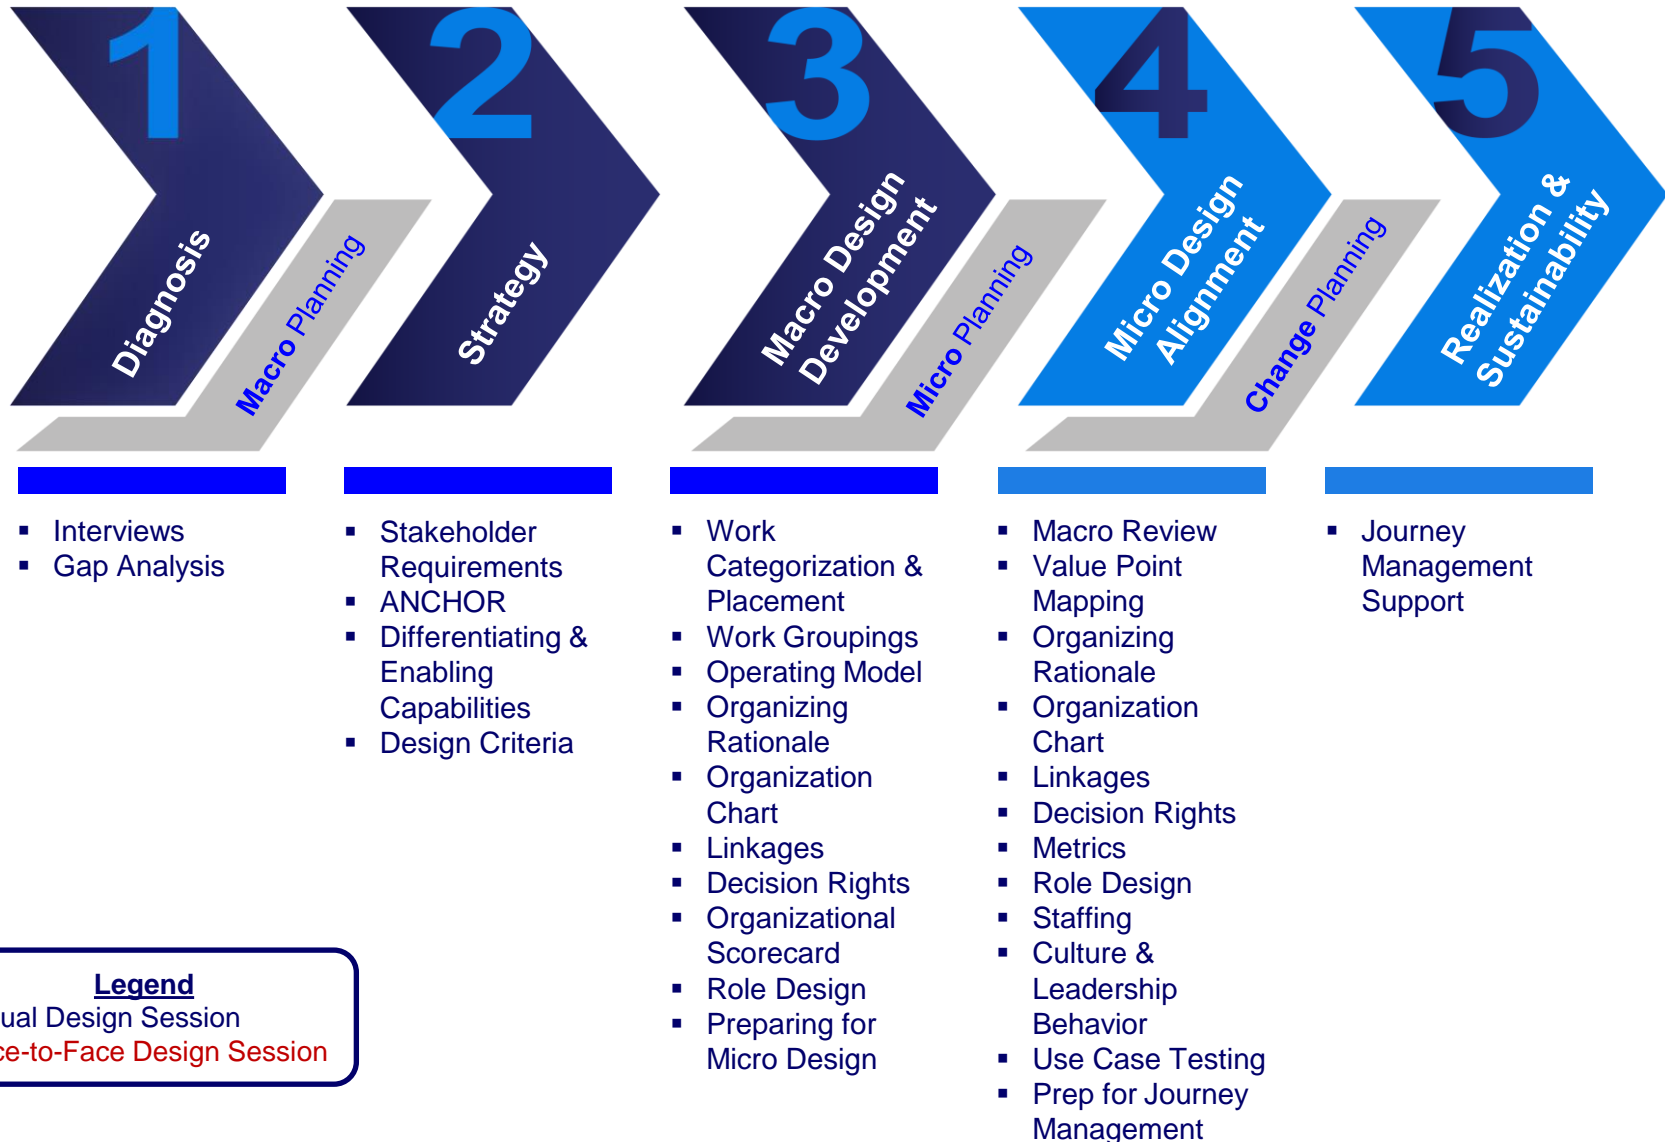 1
Diagnosis
Macro Planning
2
Strategy
3
Macro Design
Development
Micro Planning
4
Micro Design
Alignment
Change Planning
5
Realization &
Sustainability
▪ Interviews
▪ Gap Analysis
▪ Stakeholder
Requirements
▪ ANCHOR
▪ Differentiating &
Enabling
Capabilities
▪ Design Criteria
▪ Work
Categorization &
Placement
▪ Work Groupings
▪ Operating Model
▪ Organizing
Rationale
▪ Organization
Chart
▪ Linkages
▪ Decision Rights
▪ Organizational
Scorecard
▪ Role Design
▪ Preparing for
Micro Design
▪ Macro Review
▪ Value Point
Mapping
▪ Organizing
Rationale
▪ Organization
Chart
▪ Linkages
▪ Decision Rights
▪ Metrics
▪ Role Design
▪ Staffing
▪ Culture &
Leadership
Behavior
▪ Use Case Testing
▪ Prep for Journey
Management
▪ Journey
Management
Support
Legend
ual Design Session
ce-to-Face Design Session